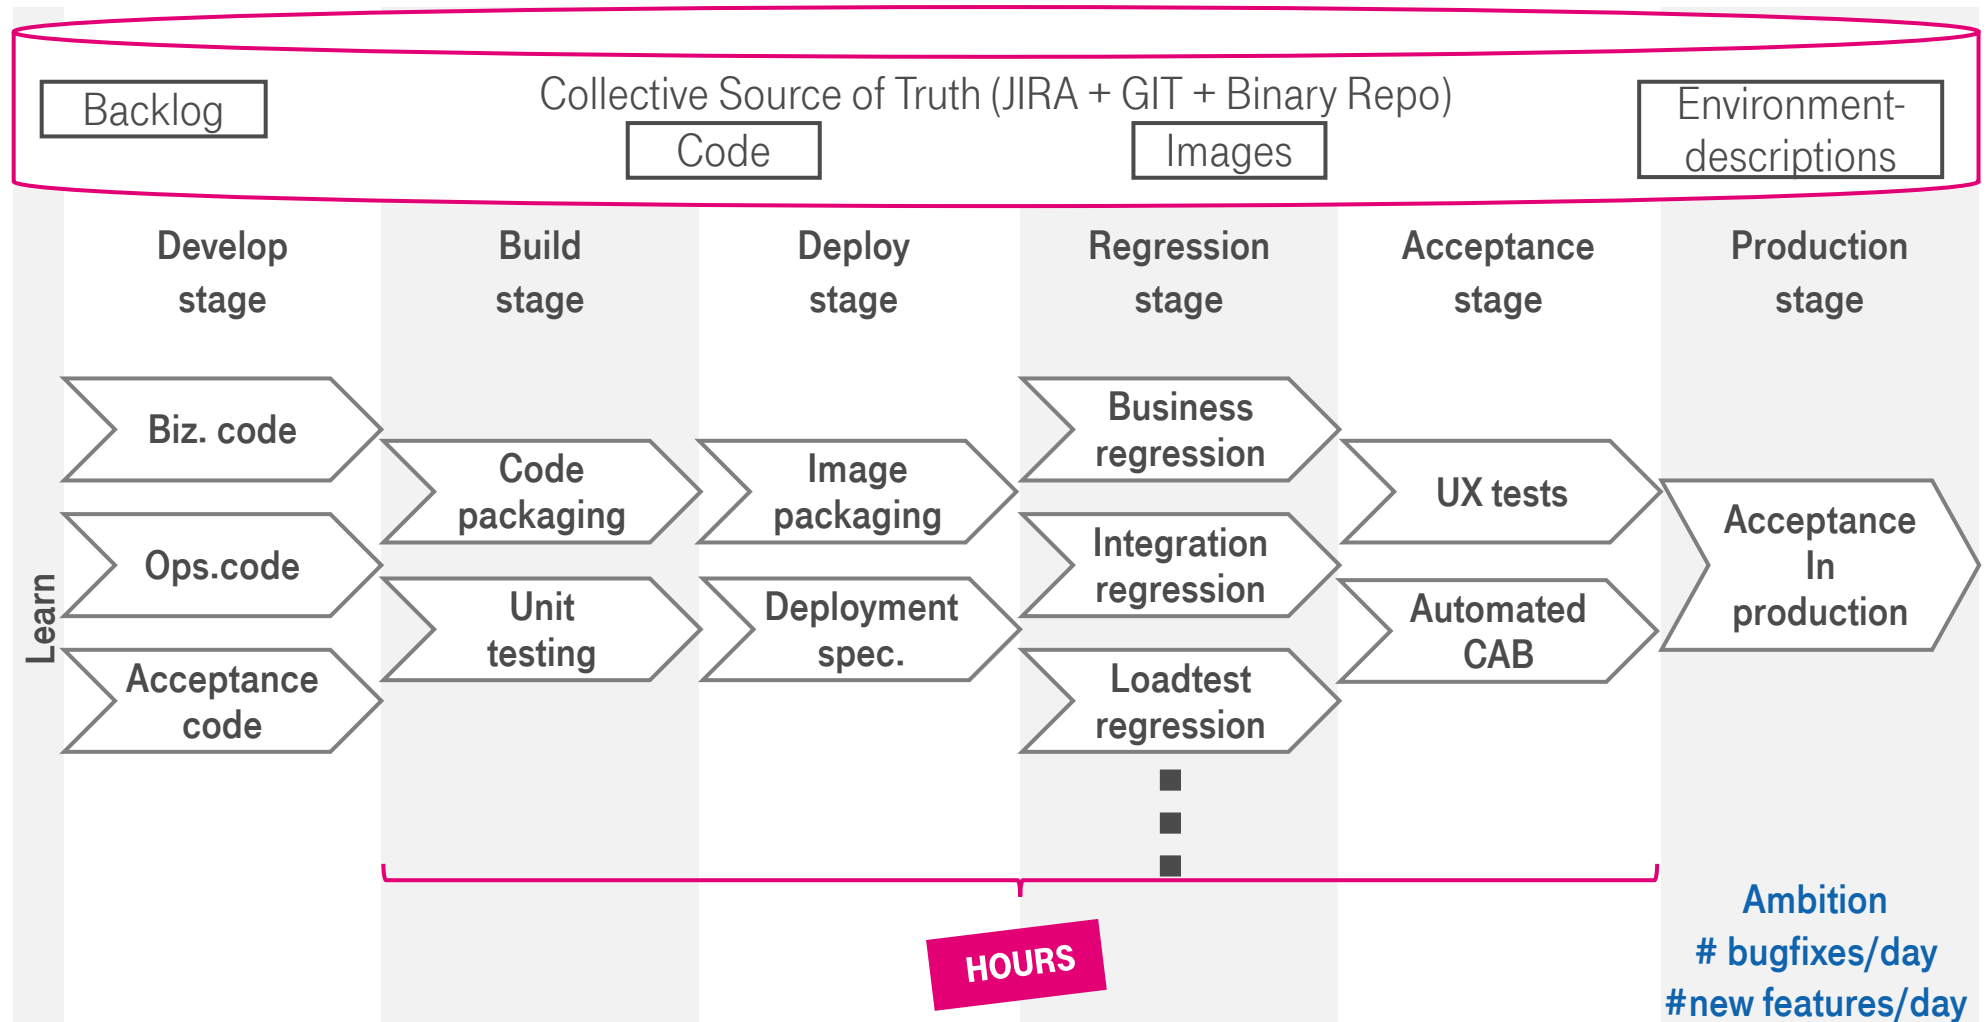 Collective Source of Truth (JIRA + GIT + Binary Repo)
Backlog
Code
Images
Environment-
descriptions
Develop
stage
Build
stage
Deploy
stage
Regression
stage
Acceptance
stage
Production
stage
Learn
Biz. code
Ops.code
Acceptance
code
Code
packaging
Unit
testing
Image
packaging
Deployment
spec.
Business
regression
Integration
regression
Loadtest
regression
UX tests
Automated
CAB
Acceptance
In
production
HOURS
Ambition
# bugfixes/day
#new features/day